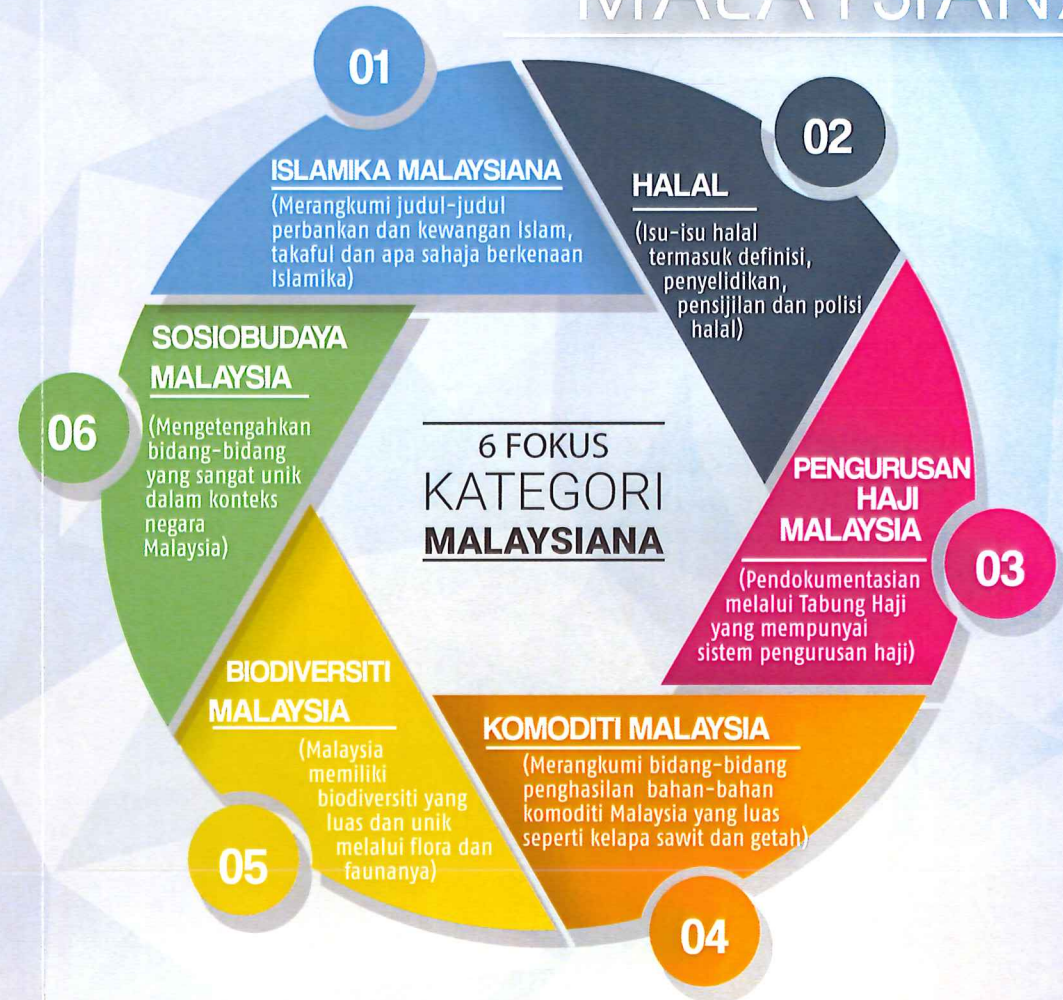 MALAYSIAN
01
ISLAMIKA MALAYSIANA
(Merangkumi judul-judul
perbankan dan kewangan Islam,
takaful dan apa sahaja berkenaan
Islamika)
02
HALAL
(Isu-isu halal
termasuk definisi,
penyelidikan,
pensijilan dan polisi
halal)
03
PENGURUSAN
HAJI
MALAYSIA
(Pendokumentasian
melalui Tabung Haji
yang mempunyai
sistem pengurusan haji)
04
KOMODITI MALAYSIA
(Merangkumi bidang-bidang
penghasilan bahan-bahan
komoditi Malaysia yang luas
seperti kelapa sawit dan getah)
05
BIODIVERSITI
MALAYSIA
(Malaysia
memiliki
biodiversiti yang
luas dan unik
melalui flora dan
faunanya)
06
SOSIOBUDAYA
MALAYSIA
(Mengetengahkan
bidang-bidang
yang sangat unik
dalam konteks
negara
Malaysia)
6 FOKUS
KATEGORI
MALAYSIANA